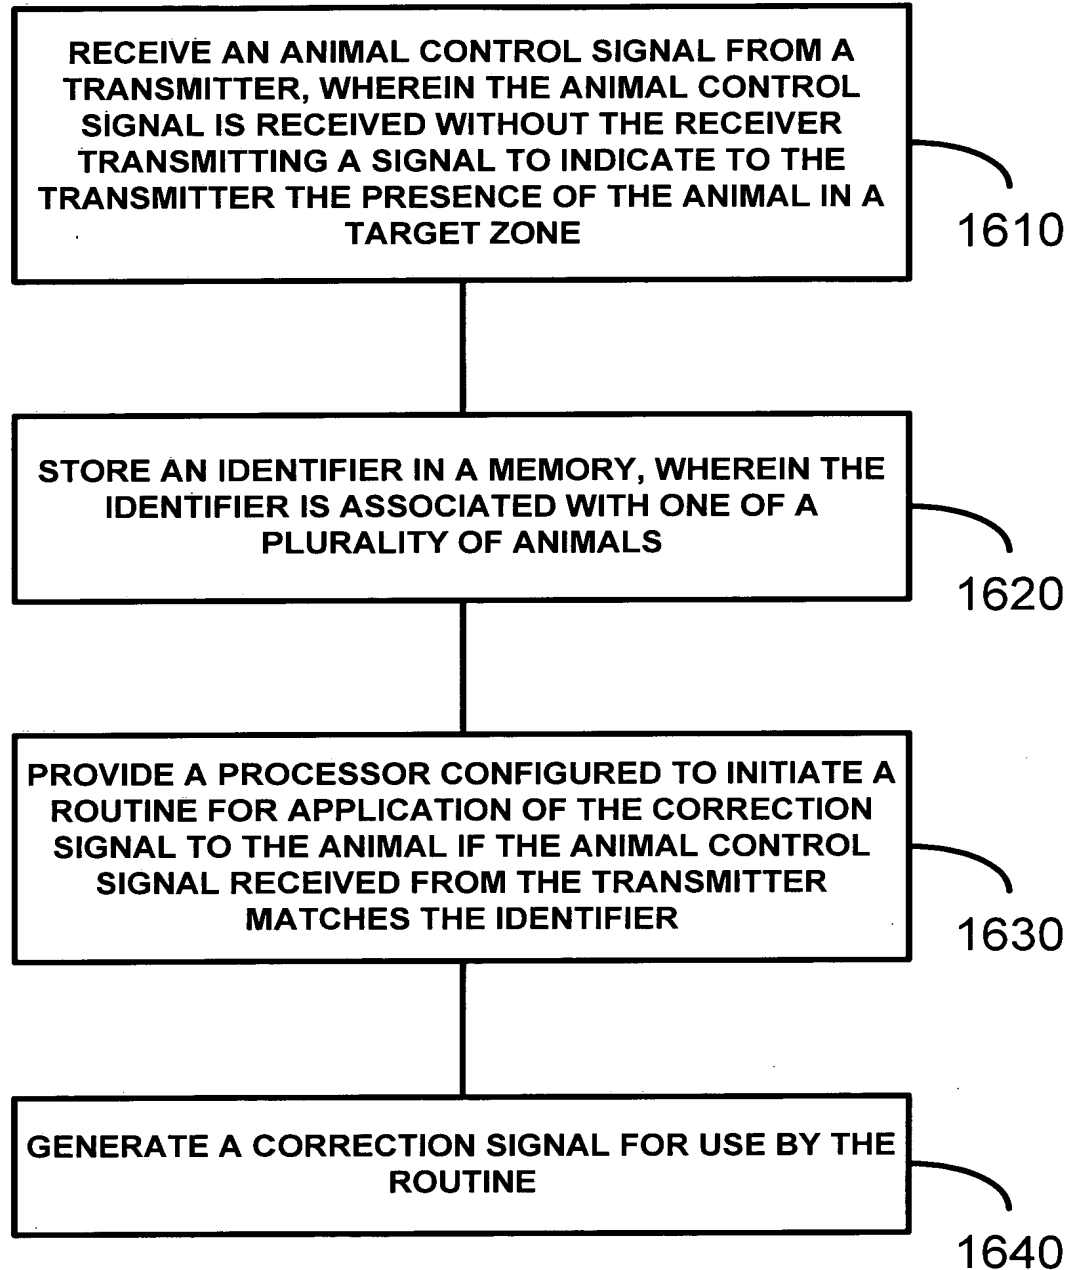 RECEIVE AN ANIMAL CONTROL SIGNAL FROM A
TRANSMITTER, WHEREIN THE ANIMAL CONTROL
SIGNAL IS RECEIVED WITHOUT THE RECEIVER
TRANSMITTING A SIGNAL TO INDICATE TO THE
TRANSMITTER THE PRESENCE OF THE ANIMAL IN A
TARGET ZONE
1610
STORE AN IDENTIFIER IN A MEMORY, WHEREIN THE
IDENTIFIER IS ASSOCIATED WITH ONE OF A
PLURALITY OF ANIMALS
1620
PROVIDE A PROCESSOR CONFIGURED TO INITIATE A
ROUTINE FOR APPLICATION OF THE CORRECTION
SIGNAL TO THE ANIMAL IF THE ANIMAL CONTROL
SIGNAL RECEIVED FROM THE TRANSMITTER
MATCHES THE IDENTIFIER
1630
GENERATE A CORRECTION SIGNAL FOR USE BY THE
ROUTINE
1640